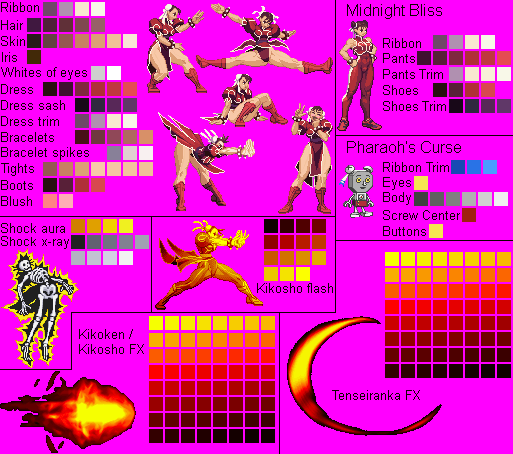 Ribbon
Hair
Skin
Iris
Whites of eyes
Dress
Dress sash
Dress trim
Bracelets
Bracelet spikes
Tights
Boots
Blush
Midnight Bliss
Ribbon
Pants
Pants Trim
Shoes
Shoes Trim
Pharaoh's Curse
Ribbon Trim
Eyes
Body
Screw Center
Buttons
Shock aura
Shock x-ray
Kikosho flash
Kikoken /
Kikosho FX
Tenseiranka FX